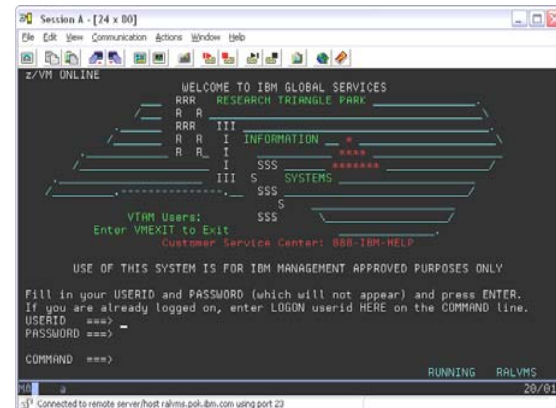 Session A - [24 x 80]
File Edit View Communication Actions Window Help
z/VM ONLINE
WELCOME TO IBM GLOBAL SERVICES
RRR RESEARCH TRIANGLE PARK
R R
RRR III
R R I INFORMATION *
R R I ****
I SSS *******
III S SYSTEMS
SSS
S
VTAM Users: SSS
Enter VMEXIT to Exit
Customer Service Center: 888-IBM-HELP
USE OF THIS SYSTEM IS FOR IBM MANAGEMENT APPROVED PURPOSES ONLY
Fill in your USERID and PASSWORD (which will not appear) and press ENTER.
If you are already logged on, enter LOGON userid HERE on the COMMAND line.
USERID ===>
PASSWORD ===>
COMMAND ===>
RUNNING RALVMS
MA a 20/01
Connected to remote server/host ralvms.pok.ibm.com using port 23